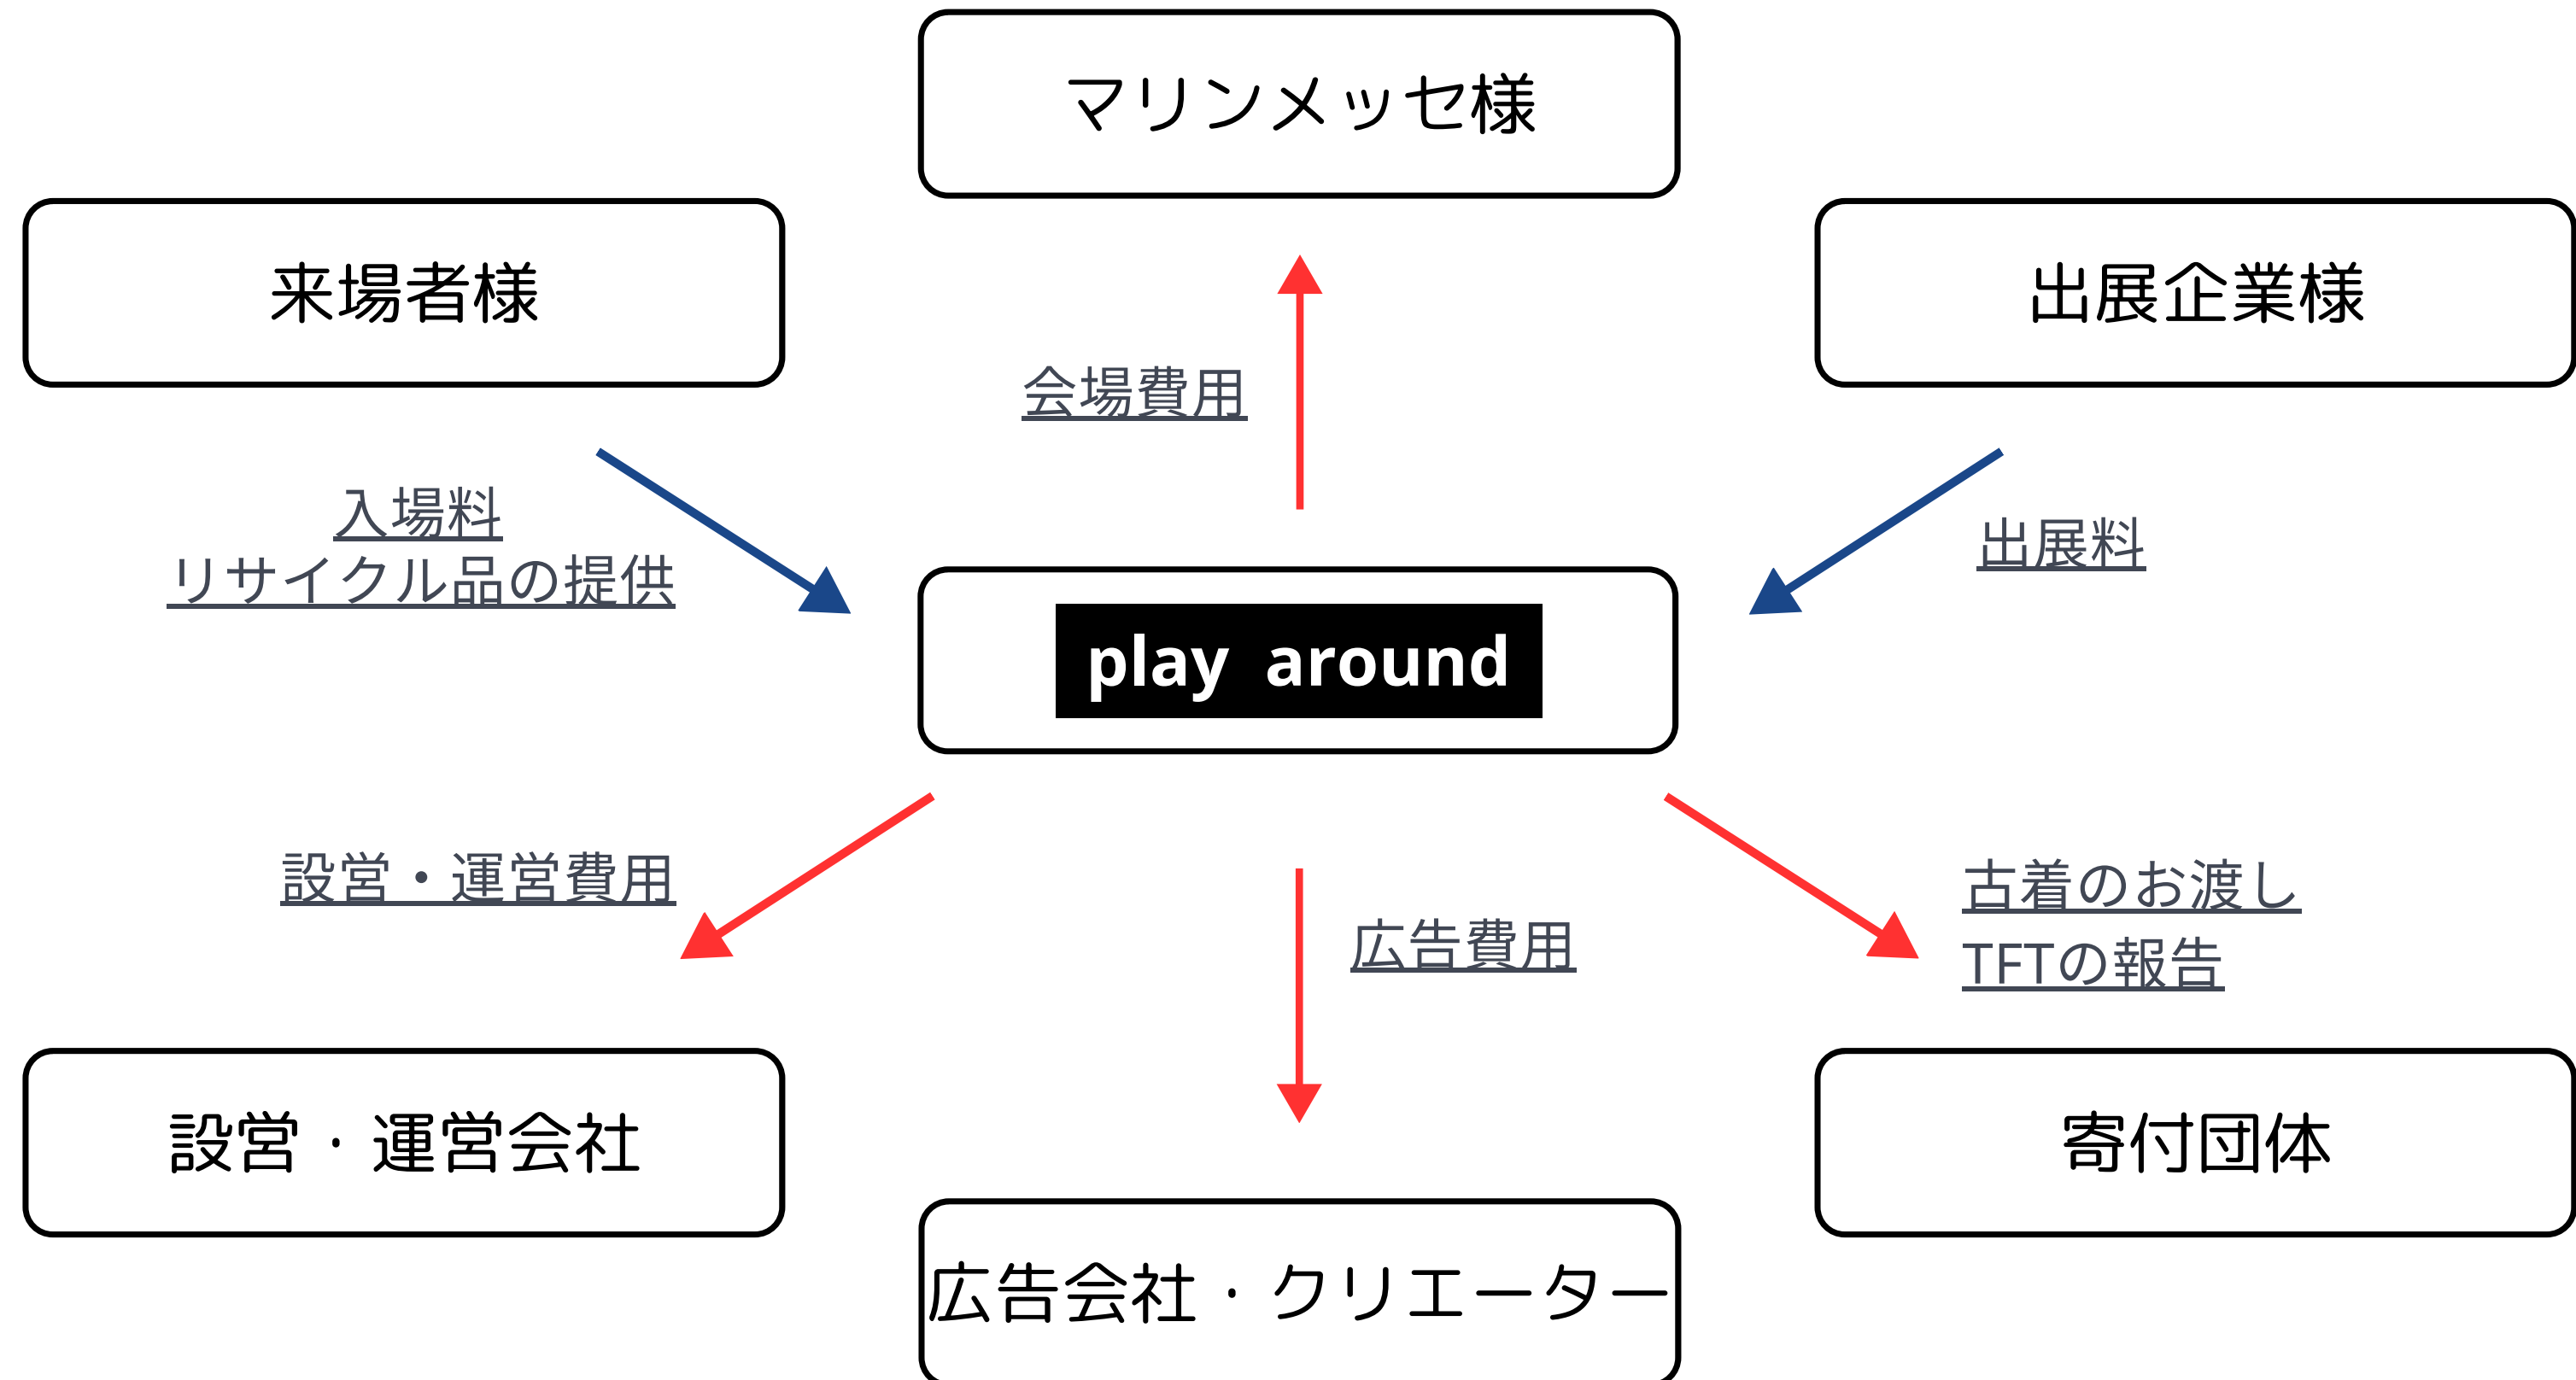 マリンメッセ様
来場者様
出展企業様
会場費用
入場料
リサイクル品の提供
出展料
play around
設営・運営費用
広告費用
古着のお渡し
TFTの報告
設営・運営会社
寄付団体
広告会社・クリエーター